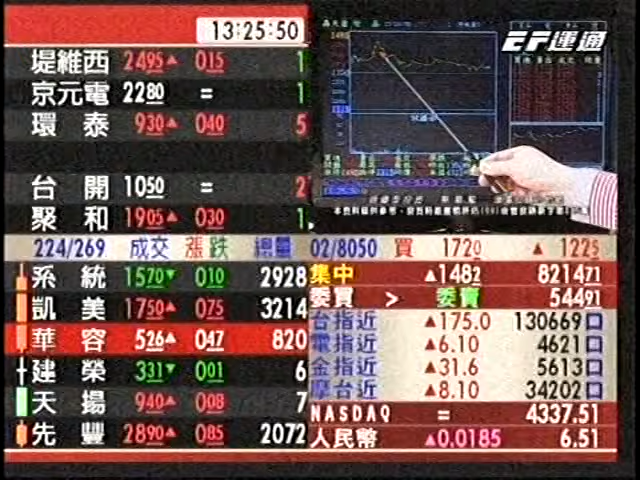 13:25:50
EF運通
堤維西 2495▲ 015 1
京元電 2280 = 1
環泰 930▲ 040 5
台開 1050 = 2
聚和 1905▲ 030 1
224/269 成交 漲跌 總量 02/8050 買 1720 ▲ 1225
系統 1570▼ 010 2928
凱美 1750▲ 075 3214
華容 526▲ 047 820
建榮 331▼ 001 6
天揚 940▲ 008 7
先豐 2890▲ 085 2072
集中 ▲1482 821471
委買 > 委賣 54491
台指近 ▲175.0 130669口
電指近 ▲6.10 4621口
金指近 ▲31.6 5613口
摩台近 ▲8.10 34202口
NASDAQ = 4337.51
人民幣 ▲0.0185 6.51